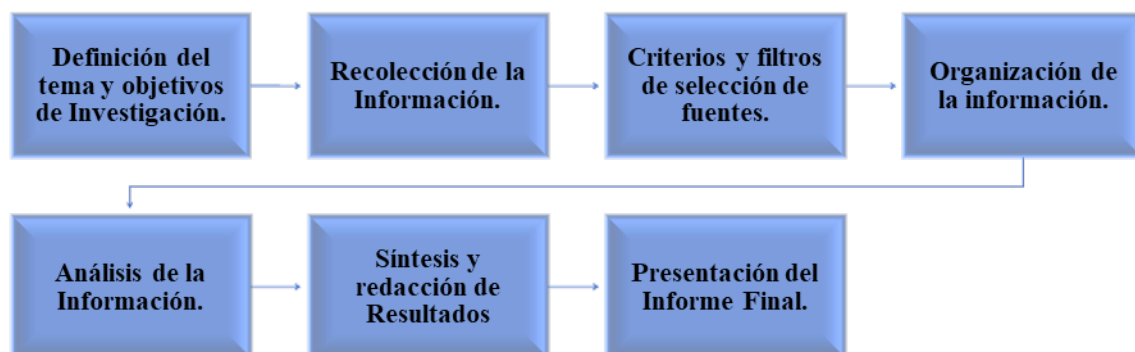 Definición del
tema y objetivos
de Investigación.
Recolección de la
Información.
Criterios y filtros
de selección de
fuentes.
Organización de
la información.
Análisis de la
Información.
Síntesis y
redacción de
Resultados
Presentación del
Informe Final.